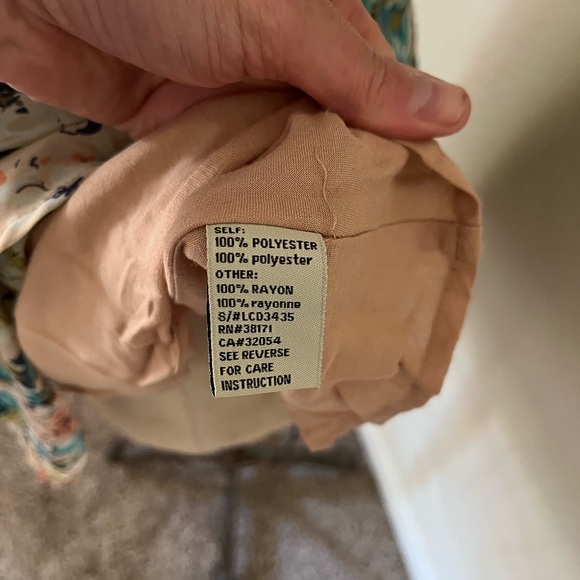 SELF:
100% POLYESTER
100% polyester
OTHER:
100% RAYON
100% rayonne
S/#LCD3435
RN#38171
CA#32054
SEE REVERSE
FOR CARE
INSTRUCTION